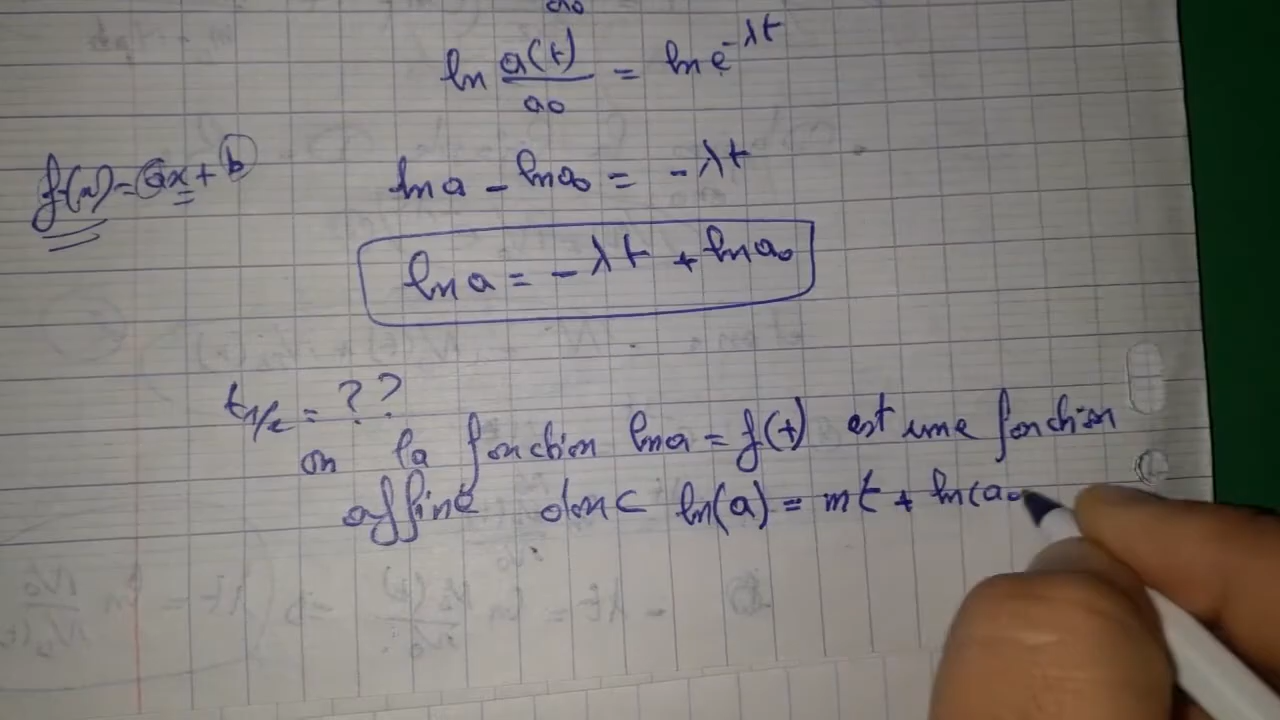 a₀
ln a(t)/a₀ = ln e^-λt
f(x) = ax + b
ln a - ln a₀ = -λt
ln a = -λt + ln a₀
t1/2 = ??
on la fonction ln a = f(t) est une fonction
affine donc ln(a) = mt + ln(a₀